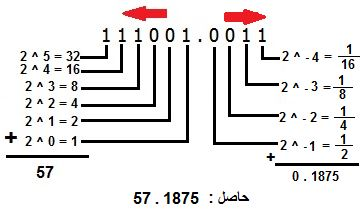 111001.0011
2 ^ 5 = 32
2 ^ 4 = 16
2 ^ 3 = 8
2 ^ 2 = 4
2 ^ 1 = 2
2 ^ 0 = 1
+
57
2 ^ -4 = 1/16
2 ^ -3 = 1/8
2 ^ -2 = 1/4
2 ^ -1 = 1/2
+
0.1875
حاصل : 57.1875